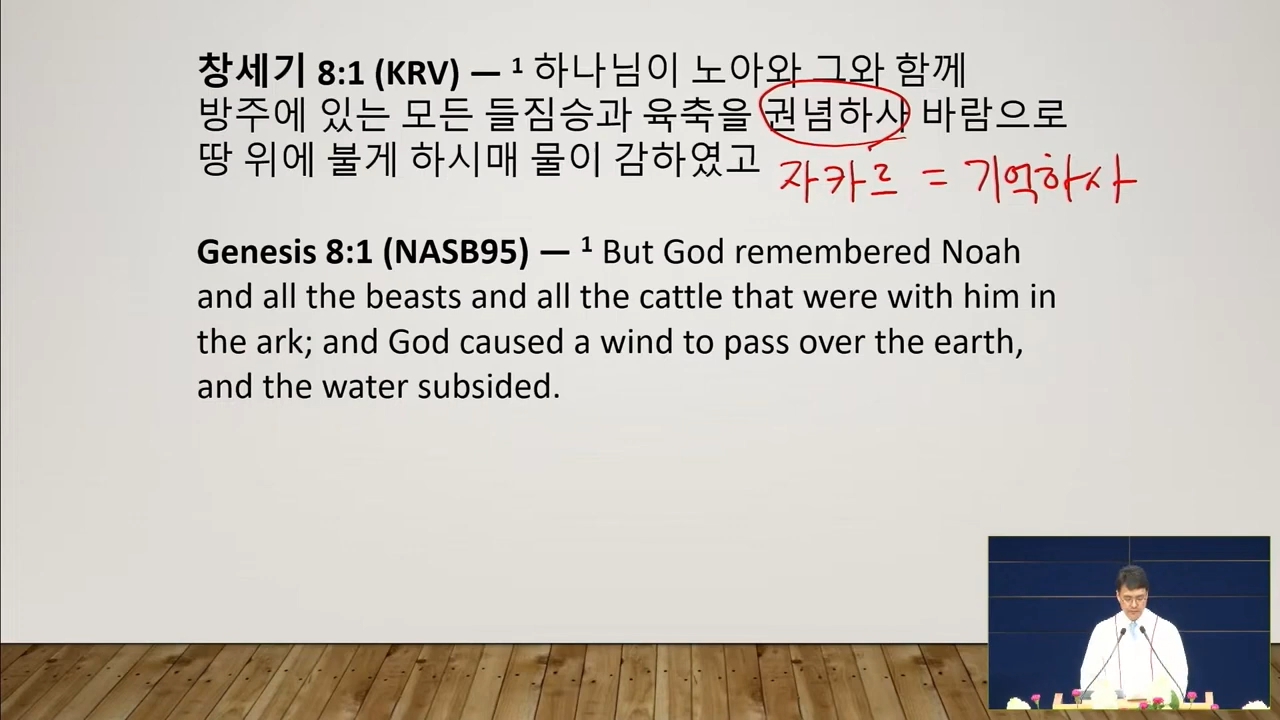 창세기 8:1 (KRV) — ¹ 하나님이 노아와 그와 함께
방주에 있는 모든 들짐승과 육축을 권념하사 바람으로
땅 위에 불게 하시매 물이 감하였고
자카르 = 기억하사
Genesis 8:1 (NASB95) — ¹ But God remembered Noah
and all the beasts and all the cattle that were with him in
the ark; and God caused a wind to pass over the earth,
and the water subsided.